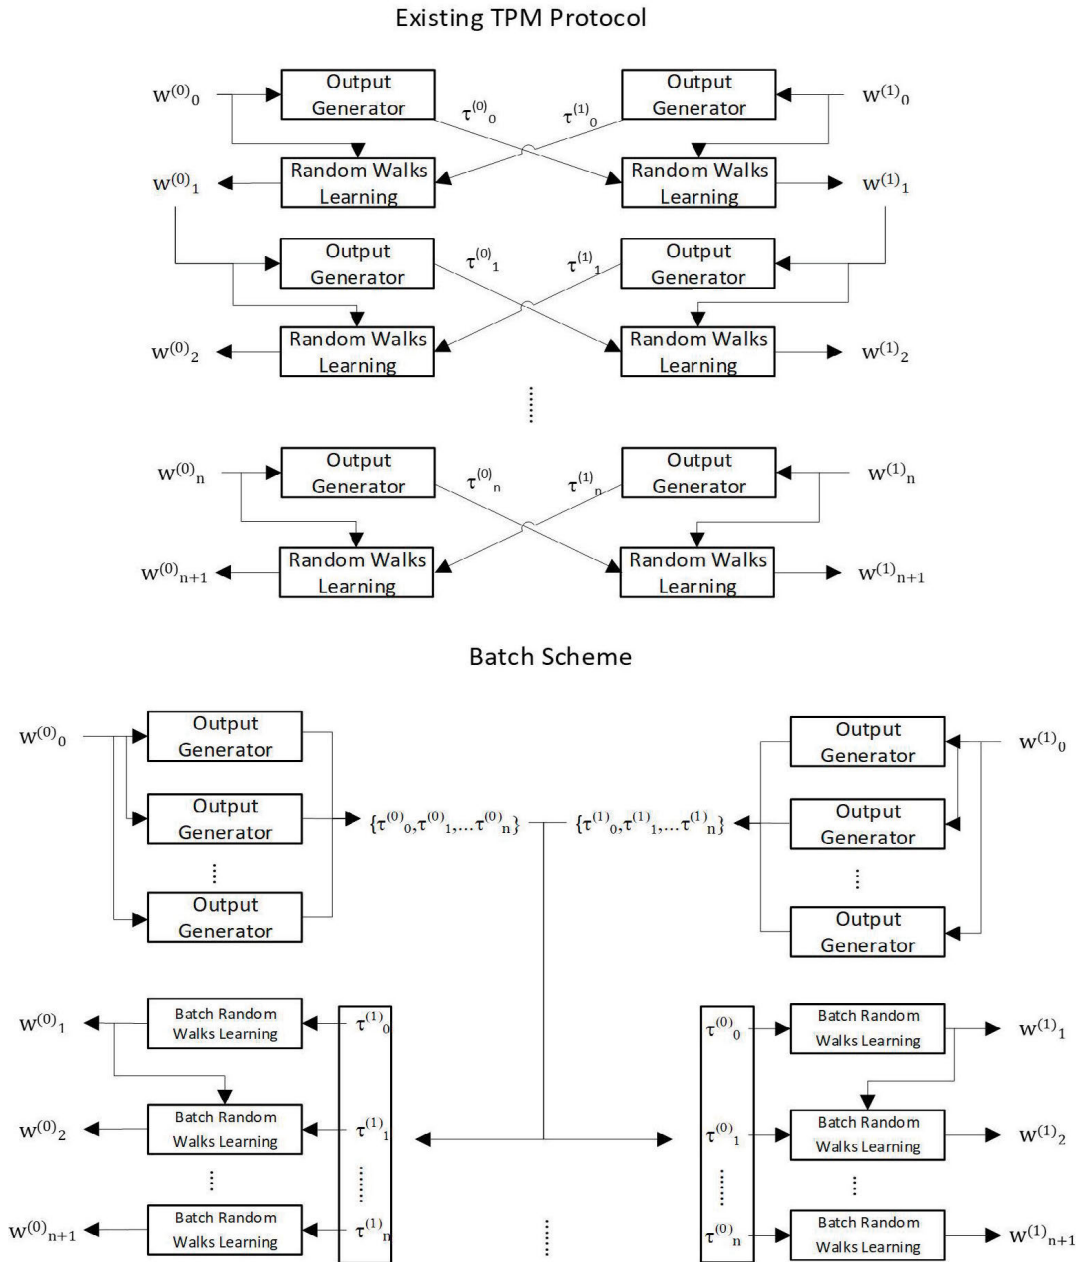 Existing TPM Protocol
w⁽⁰⁾₀
Output
Generator
τ⁽⁰⁾₀
τ⁽¹⁾₀
Output
Generator
w⁽¹⁾₀
w⁽⁰⁾₁
Random Walks
Learning
Random Walks
Learning
w⁽¹⁾₁
Output
Generator
τ⁽⁰⁾₁
τ⁽¹⁾₁
Output
Generator
w⁽⁰⁾₂
Random Walks
Learning
Random Walks
Learning
w⁽¹⁾₂
w⁽⁰⁾ₙ
Output
Generator
τ⁽⁰⁾ₙ
τ⁽¹⁾ₙ
Output
Generator
w⁽¹⁾ₙ
w⁽⁰⁾ₙ₊₁
Random Walks
Learning
Random Walks
Learning
w⁽¹⁾ₙ₊₁
Batch Scheme
w⁽⁰⁾₀
Output
Generator
Output
Generator
w⁽¹⁾₀
Output
Generator
{τ⁽⁰⁾₀,τ⁽⁰⁾₁,...τ⁽⁰⁾ₙ}
{τ⁽¹⁾₀,τ⁽¹⁾₁,...τ⁽¹⁾ₙ}
Output
Generator
Output
Generator
Output
Generator
w⁽⁰⁾₁
Batch Random
Walks Learning
τ⁽¹⁾₀
τ⁽⁰⁾₀
Batch Random
Walks Learning
w⁽¹⁾₁
w⁽⁰⁾₂
Batch Random
Walks Learning
τ⁽¹⁾₁
τ⁽⁰⁾₁
Batch Random
Walks Learning
w⁽¹⁾₂
w⁽⁰⁾ₙ₊₁
Batch Random
Walks Learning
τ⁽¹⁾ₙ
τ⁽⁰⁾ₙ
Batch Random
Walks Learning
w⁽¹⁾ₙ₊₁